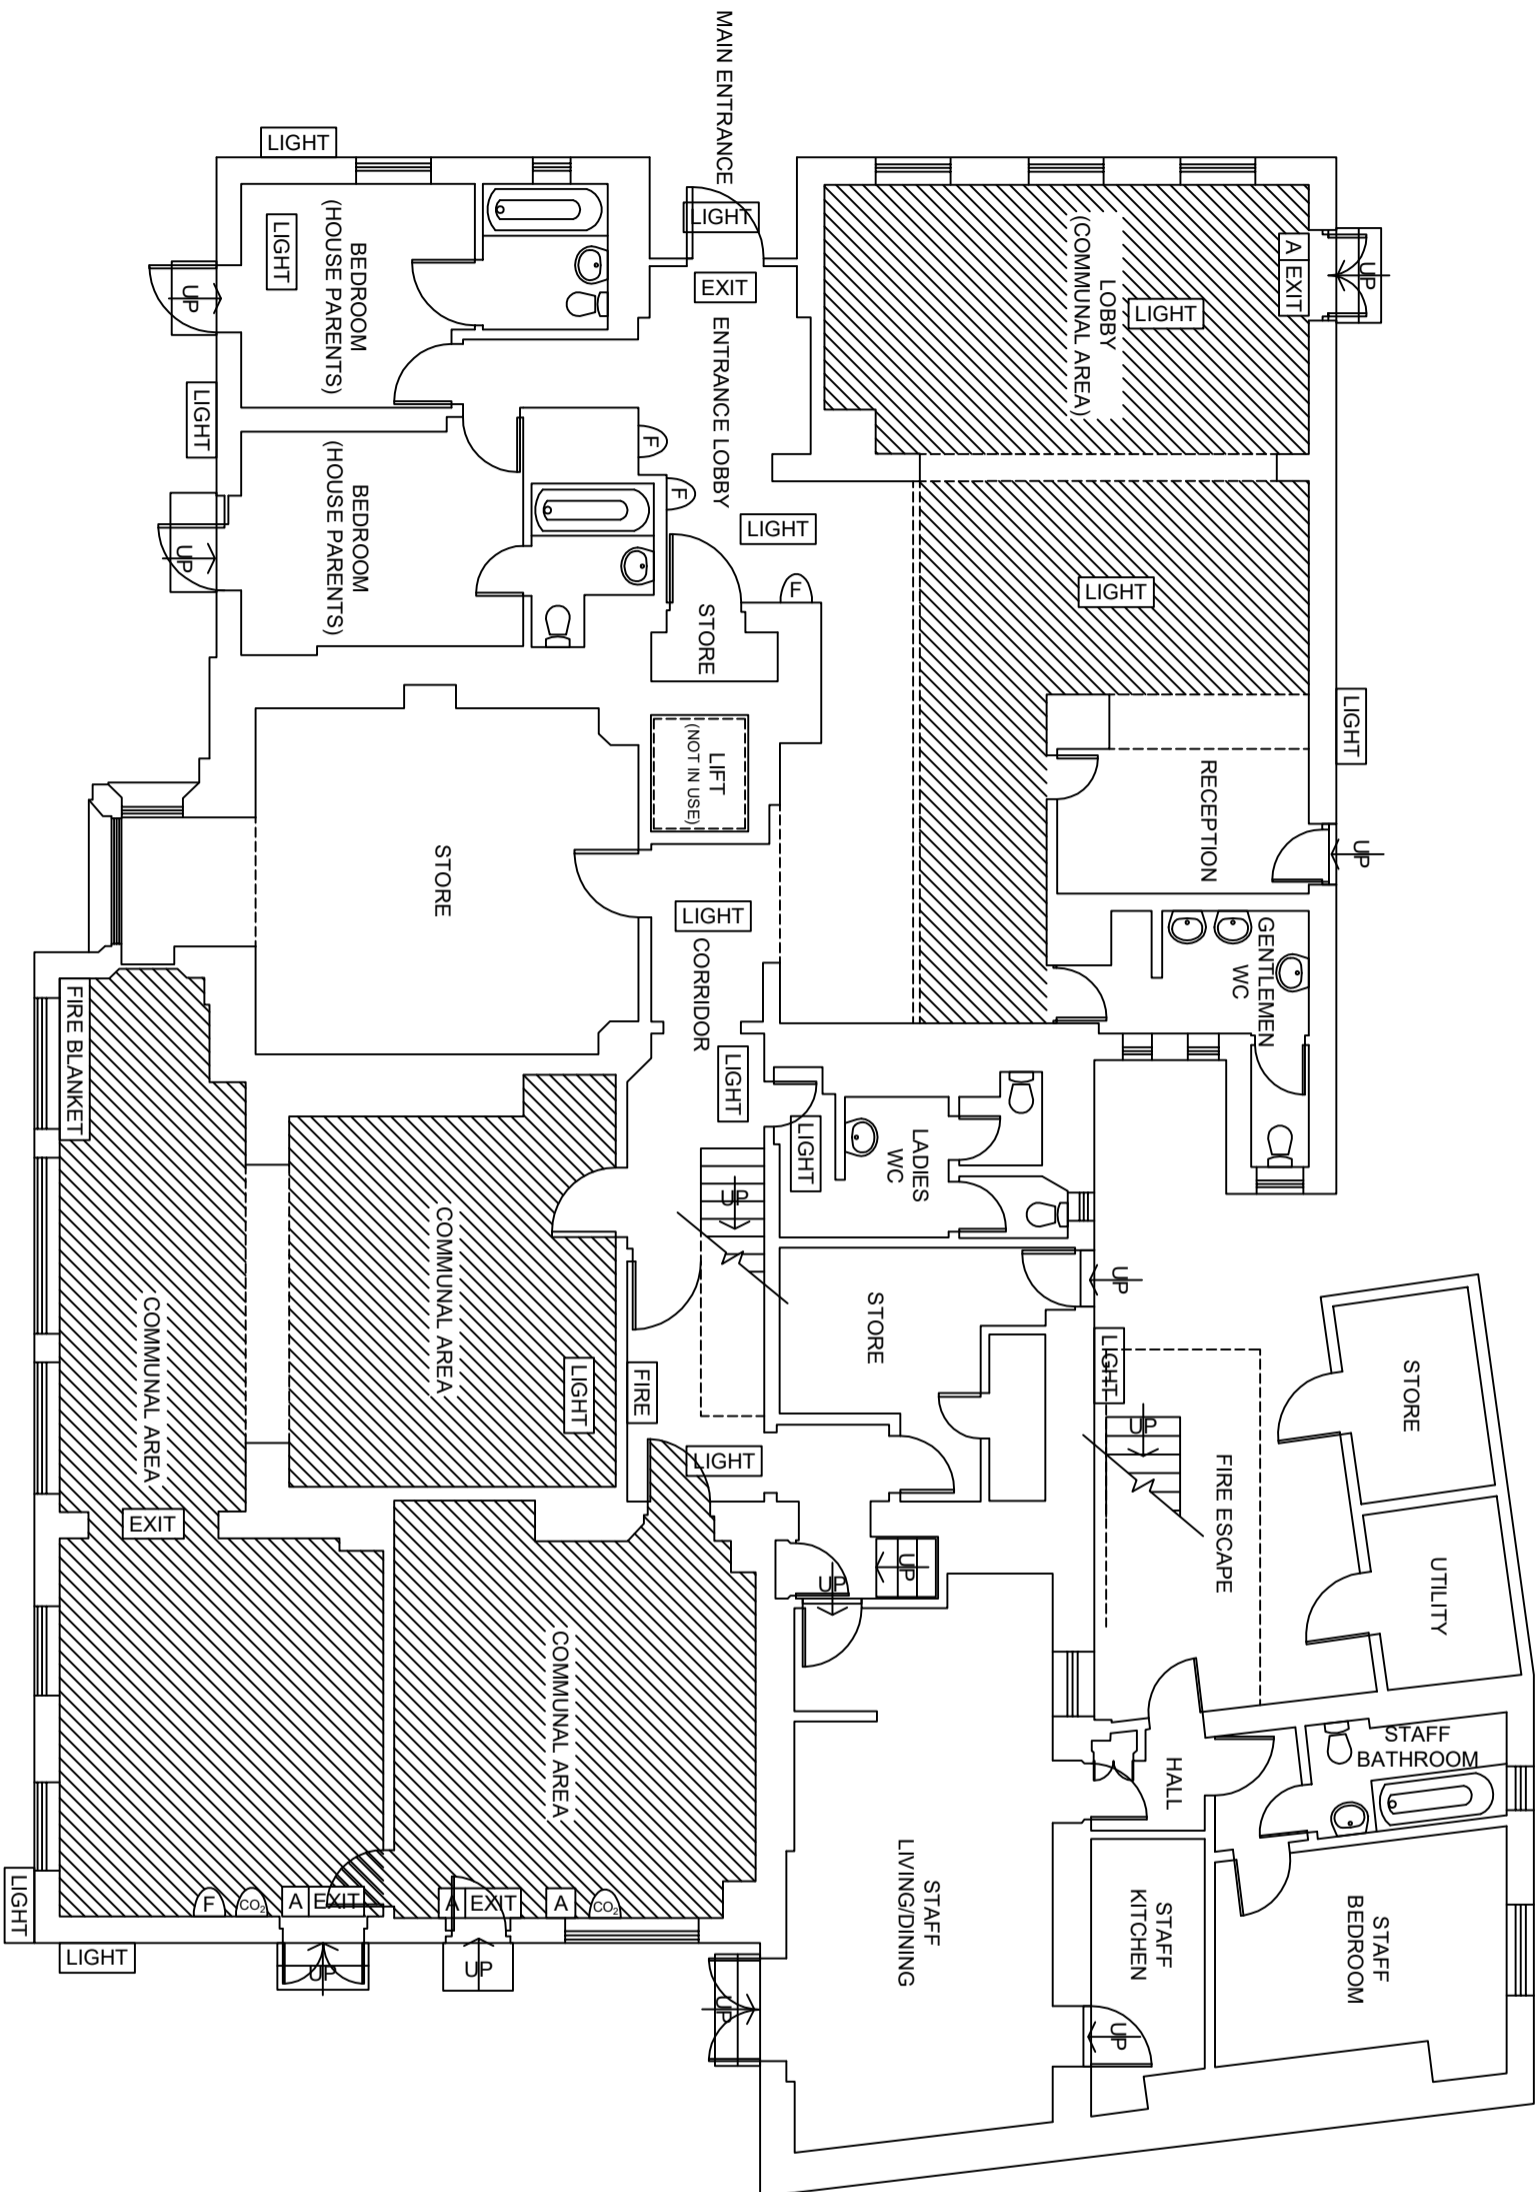 MAIN ENTRANCE
LIGHT
LIGHT
EXIT
ENTRANCE LOBBY
LIGHT
BEDROOM
(HOUSE PARENTS)
LIGHT
UP
LIGHT
BEDROOM
(HOUSE PARENTS)
UP
F
F
F
STORE
LIGHT
LOBBY
(COMMUNAL AREA)
LIGHT
A EXIT
UP
LIGHT
LIGHT
RECEPTION
UP
LIFT
(NOT IN USE)
STORE
LIGHT
CORRIDOR
LIGHT
GENTLEMEN
WC
LADIES
WC
LIGHT
UP
STORE
UP
LIGHT
FIRE BLANKET
COMMUNAL AREA
COMMUNAL AREA
LIGHT
FIRE
LIGHT
EXIT
UP
FIRE ESCAPE
STORE
UTILITY
UP
UP
COMMUNAL AREA
HALL
STAFF
BATHROOM
STAFF
LIVING/DINING
STAFF
KITCHEN
STAFF
BEDROOM
UP
F
CO2
A EXIT
A EXIT
A
CO2
LIGHT
LIGHT
UP
UP
UP